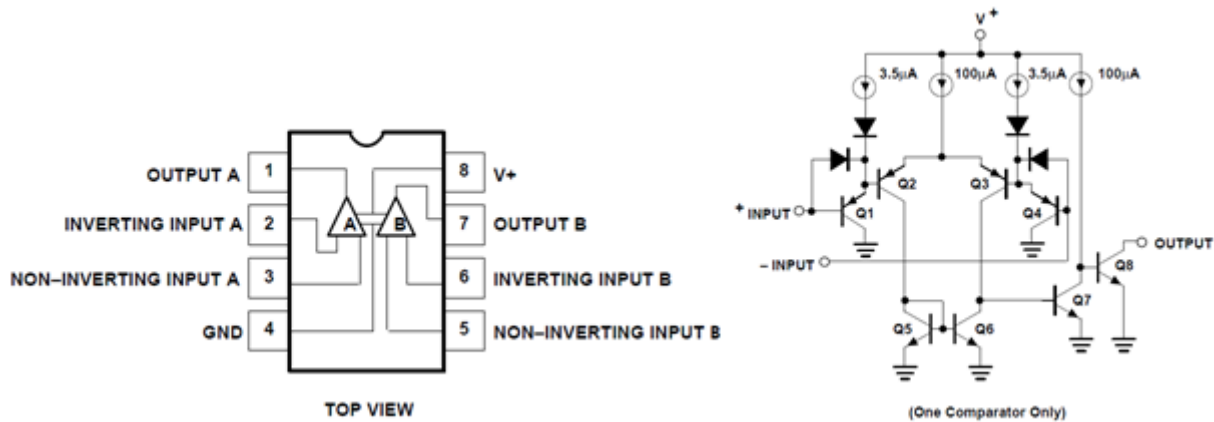 OUTPUT A
1
INVERTING INPUT A
2
NON–INVERTING INPUT A
3
GND
4
A
B
8
V+
7
OUTPUT B
6
INVERTING INPUT B
5
NON–INVERTING INPUT B
TOP VIEW
V+
3.5µA
100µA
3.5µA
100µA
Q2
Q3
+ INPUT
Q1
Q4
OUTPUT
– INPUT
Q8
Q7
Q5
Q6
(One Comparator Only)